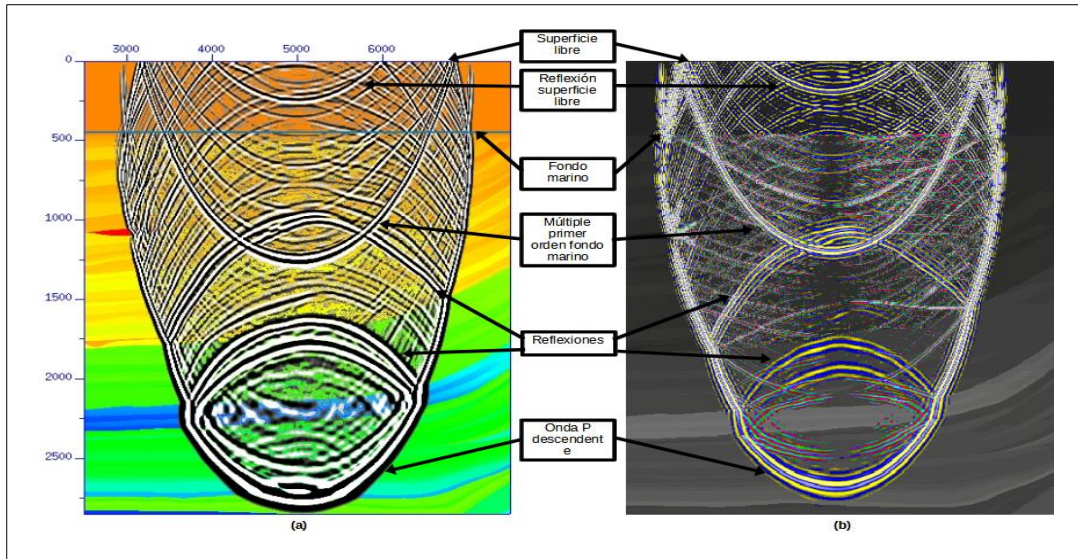 3000 4000 5000 6000
0
500
1000
1500
2000
2500
Superficie
libre
Reflexión
superficie
libre
Fondo
marino
Múltiple
primer
orden fondo
marino
Reflexiones
Onda P
descendent
e
(a)
(b)